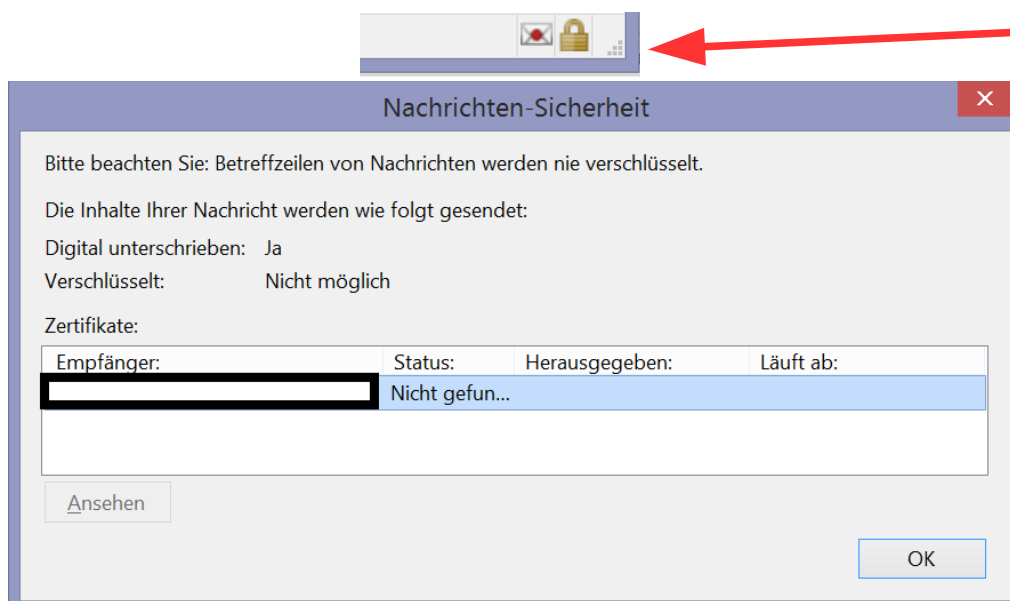 Nachrichten-Sicherheit
Bitte beachten Sie: Betreffzeilen von Nachrichten werden nie verschlüsselt.
Die Inhalte Ihrer Nachricht werden wie folgt gesendet:
Digital unterschrieben: Ja
Verschlüsselt: Nicht möglich
Zertifikate:
Empfänger: Status: Herausgegeben: Läuft ab:
Nicht gefun...
Ansehen
OK